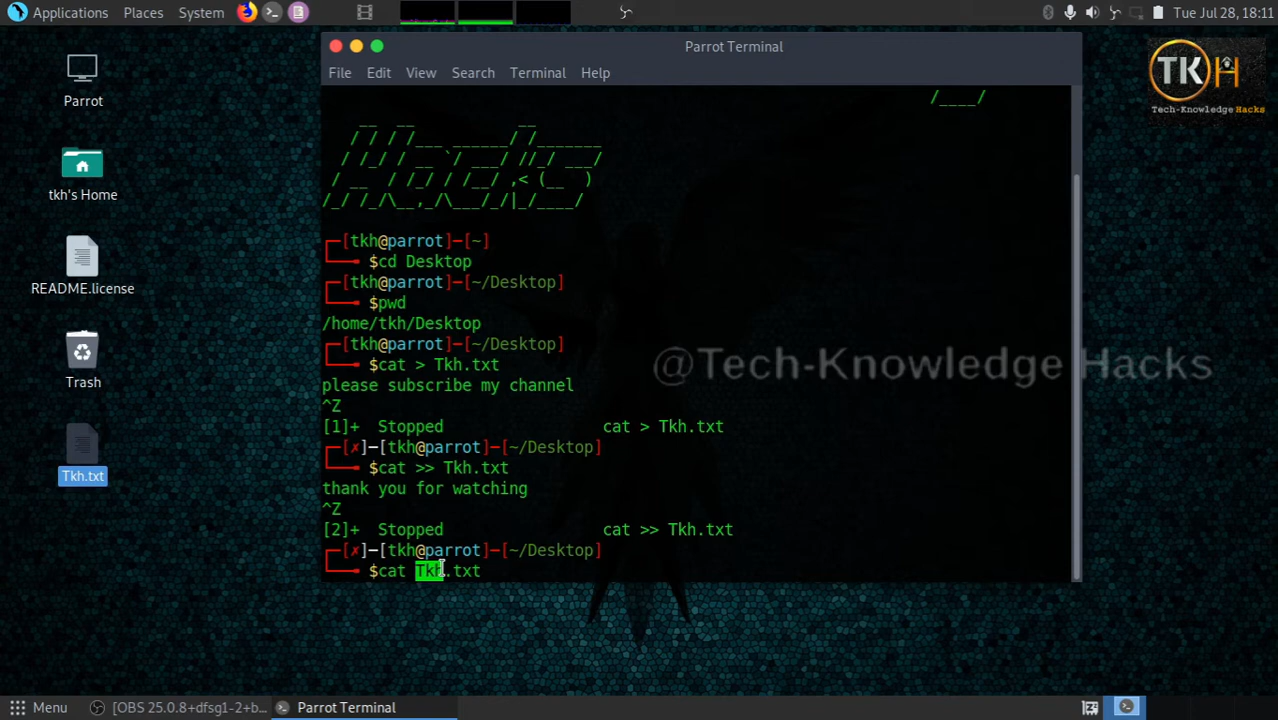 Applications Places System Tue Jul 28, 18:11
Parrot Terminal
File Edit View Search Terminal Help
TKH
Tech-Knowledge Hacks
Parrot
tkh's Home
README.license
Trash
Tkh.txt
Hacks
┌─[tkh@parrot]─[~]
└──╼ $cd Desktop
┌─[tkh@parrot]─[~/Desktop]
└──╼ $pwd
/home/tkh/Desktop
┌─[tkh@parrot]─[~/Desktop]
└──╼ $cat > Tkh.txt
please subscribe my channel
^Z
[1]+  Stopped                 cat > Tkh.txt
┌─[✗]─[tkh@parrot]─[~/Desktop]
└──╼ $cat >> Tkh.txt
thank you for watching
^Z
[2]+  Stopped                 cat >> Tkh.txt
┌─[✗]─[tkh@parrot]─[~/Desktop]
└──╼ $cat Tkh.txt
@Tech-Knowledge Hacks
Menu [OBS 25.0.8+dfsg1-2+b... Parrot Terminal